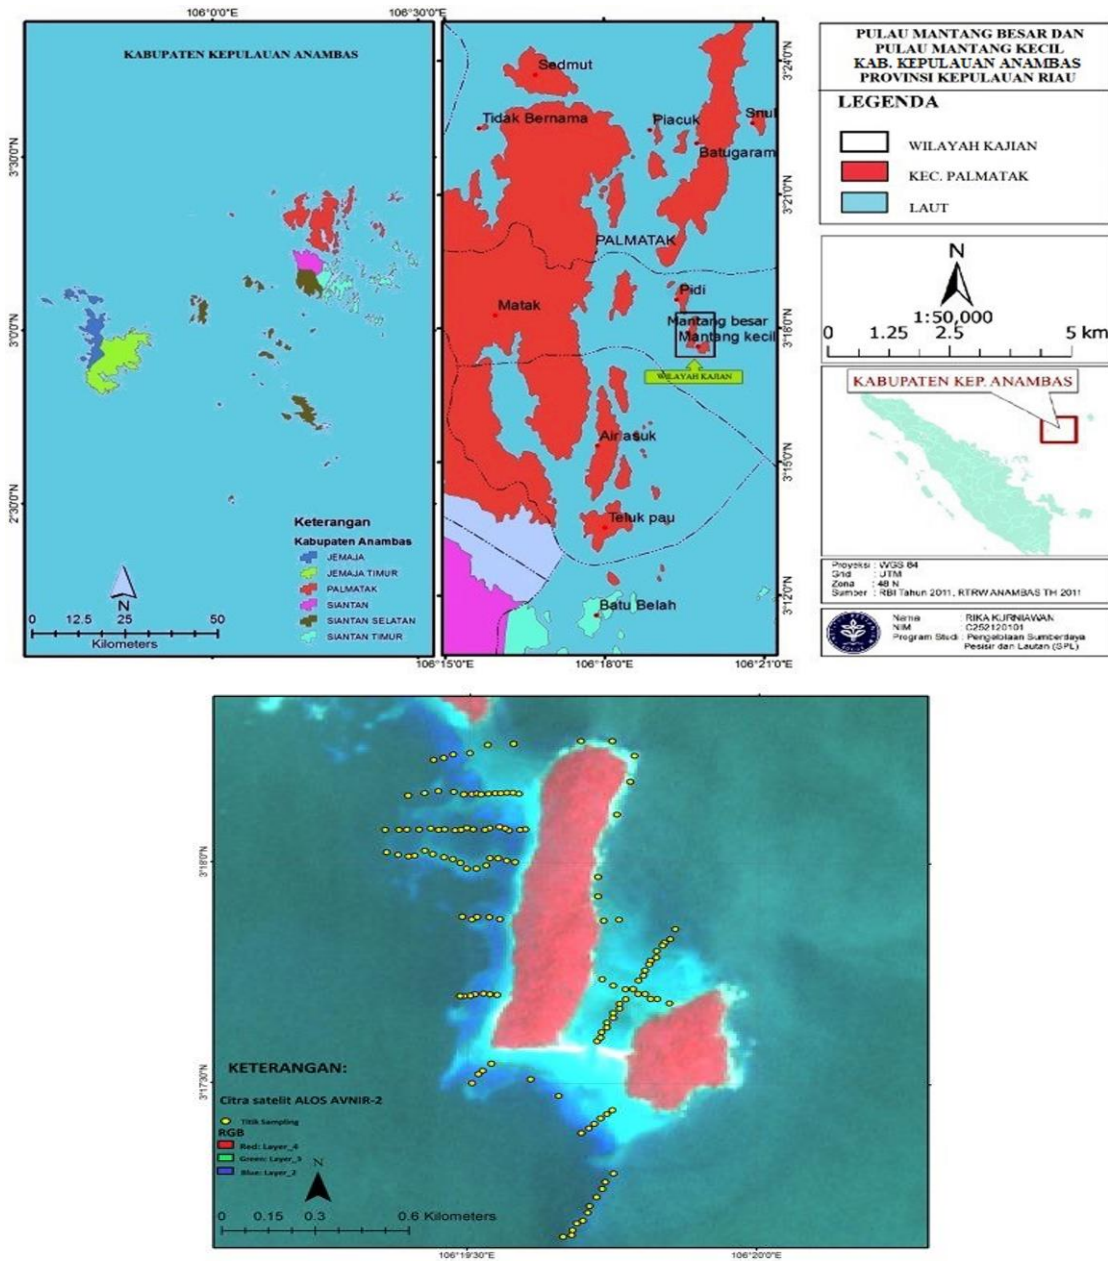 106°0'0"E
106°30'0"E
KABUPATEN KEPULAUAN ANAMBAS
3°30'0"N
3°0'0"N
2°30'0"N
Keterangan
Kabupaten Anambas
JEMAJA
JEMAJA TIMUR
PALMATAK
SIANTAN
SIANTAN SELATAN
SIANTAN TIMUR
N
0 12.5 25 50
Kilometers
Sedmut
Tidak Bernama
Piacuk
Snul
Batugaram
PALMATAK
Pidi
Matak
Mantang besar
Mantang kecil
WILAYAH KAJIAN
Airasuk
Teluk pau
Batu Belah
3°24'0"N
3°21'0"N
3°18'0"N
3°15'0"N
3°12'0"N
106°15'0"E
106°18'0"E
106°21'0"E
PULAU MANTANG BESAR DAN
PULAU MANTANG KECIL
KAB. KEPULAUAN ANAMBAS
PROVINSI KEPULAUAN RIAU
LEGENDA
WILAYAH KAJIAN
KEC. PALMATAK
LAUT
N
1:50,000
0 1.25 2.5 5 km
KABUPATEN KEP. ANAMBAS
Proyeksi : WGS 84
Grid : UTM
Zona : 48 N
Sumber : RBI Tahun 2011, RTRW ANAMBAS TH 2011
Nama : RIKA KURNIAWAN
NIM : C252120101
Program Studi : Pengelolaan Sumberdaya
Pesisir dan Lautan (SPL)
3°18'0"N
3°17'30"N
KETERANGAN:
Citra satelit ALOS AVNIR-2
Titik Sampling
RGB
Red: Layer_4
Green: Layer_3
Blue: Layer_2
N
0 0.15 0.3 0.6 Kilometers
106°19'30"E
106°20'0"E